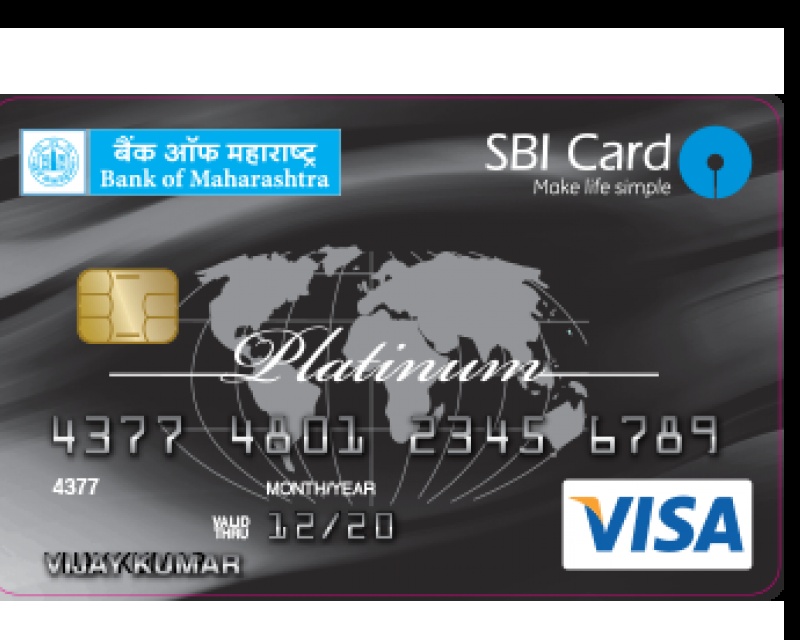 बैंक ऑफ महाराष्ट्र
Bank of Maharashtra
SBI Card
Make life simple
Platinum
4377 4801 2345 6789
4377
MONTH/YEAR
VALID
THRU
12/20
VIJAY KUMAR
VISA